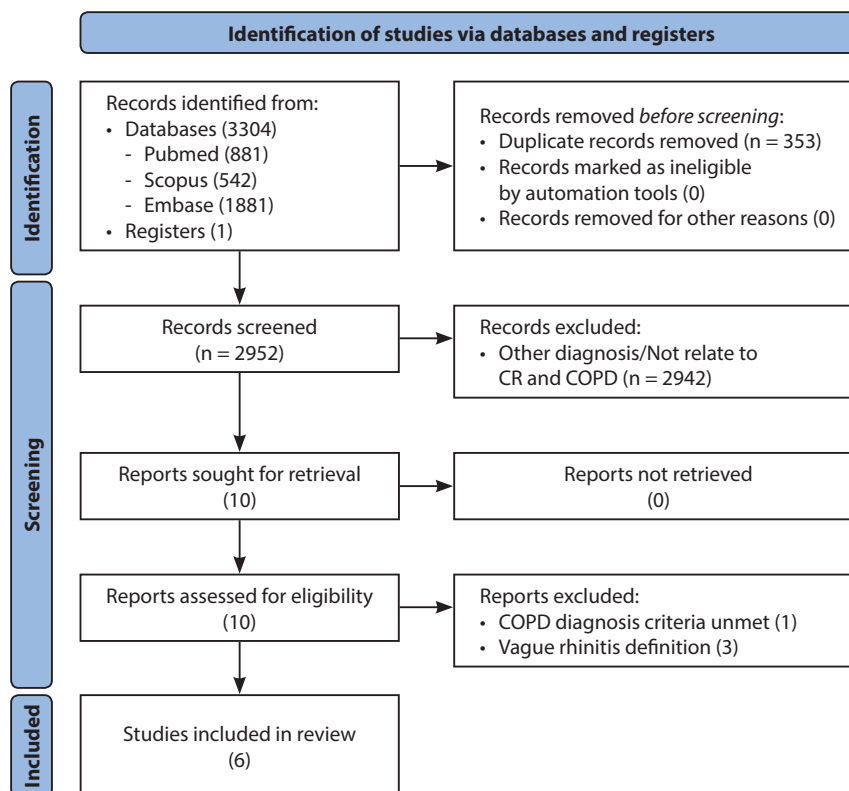 Identification of studies via databases and registers
Identification
Records identified from:
• Databases (3304)
- Pubmed (881)
- Scopus (542)
- Embase (1881)
• Registers (1)
Records removed before screening:
• Duplicate records removed (n = 353)
• Records marked as ineligible
by automation tools (0)
• Records removed for other reasons (0)
Screening
Records screened
(n = 2952)
Records excluded:
• Other diagnosis/Not relate to
CR and COPD (n = 2942)
Reports sought for retrieval
(10)
Reports not retrieved
(0)
Reports assessed for eligibility
(10)
Reports excluded:
• COPD diagnosis criteria unmet (1)
• Vague rhinitis definition (3)
Included
Studies included in review
(6)